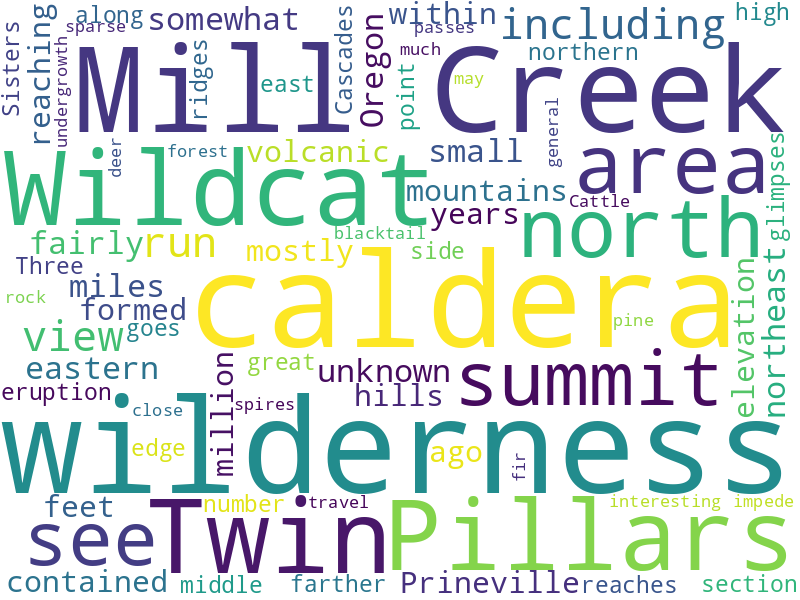 along
somewhat
within
including
high
Sisters
sparse
reaching
undergrowth
Mill
ridges
east
Cascades
Oregon
passes
much
point
northern
Creek
may
general
deer
forest
volcanic
small
area
glimpses
Wildcat
mountains
Cattle
years
north
fairly
run
mostly
blacktail
side
Three
miles
rock
formed
caldera
pine
view
goes
elevation
northeast
eastern
great
unknown
summit
eruption
million
hills
close
spires
wilderness
edge
ago
fir
feet
number
travel
interesting
impede
see
Twin
Pillars
contained
middle
farther
Prineville
reaches
section